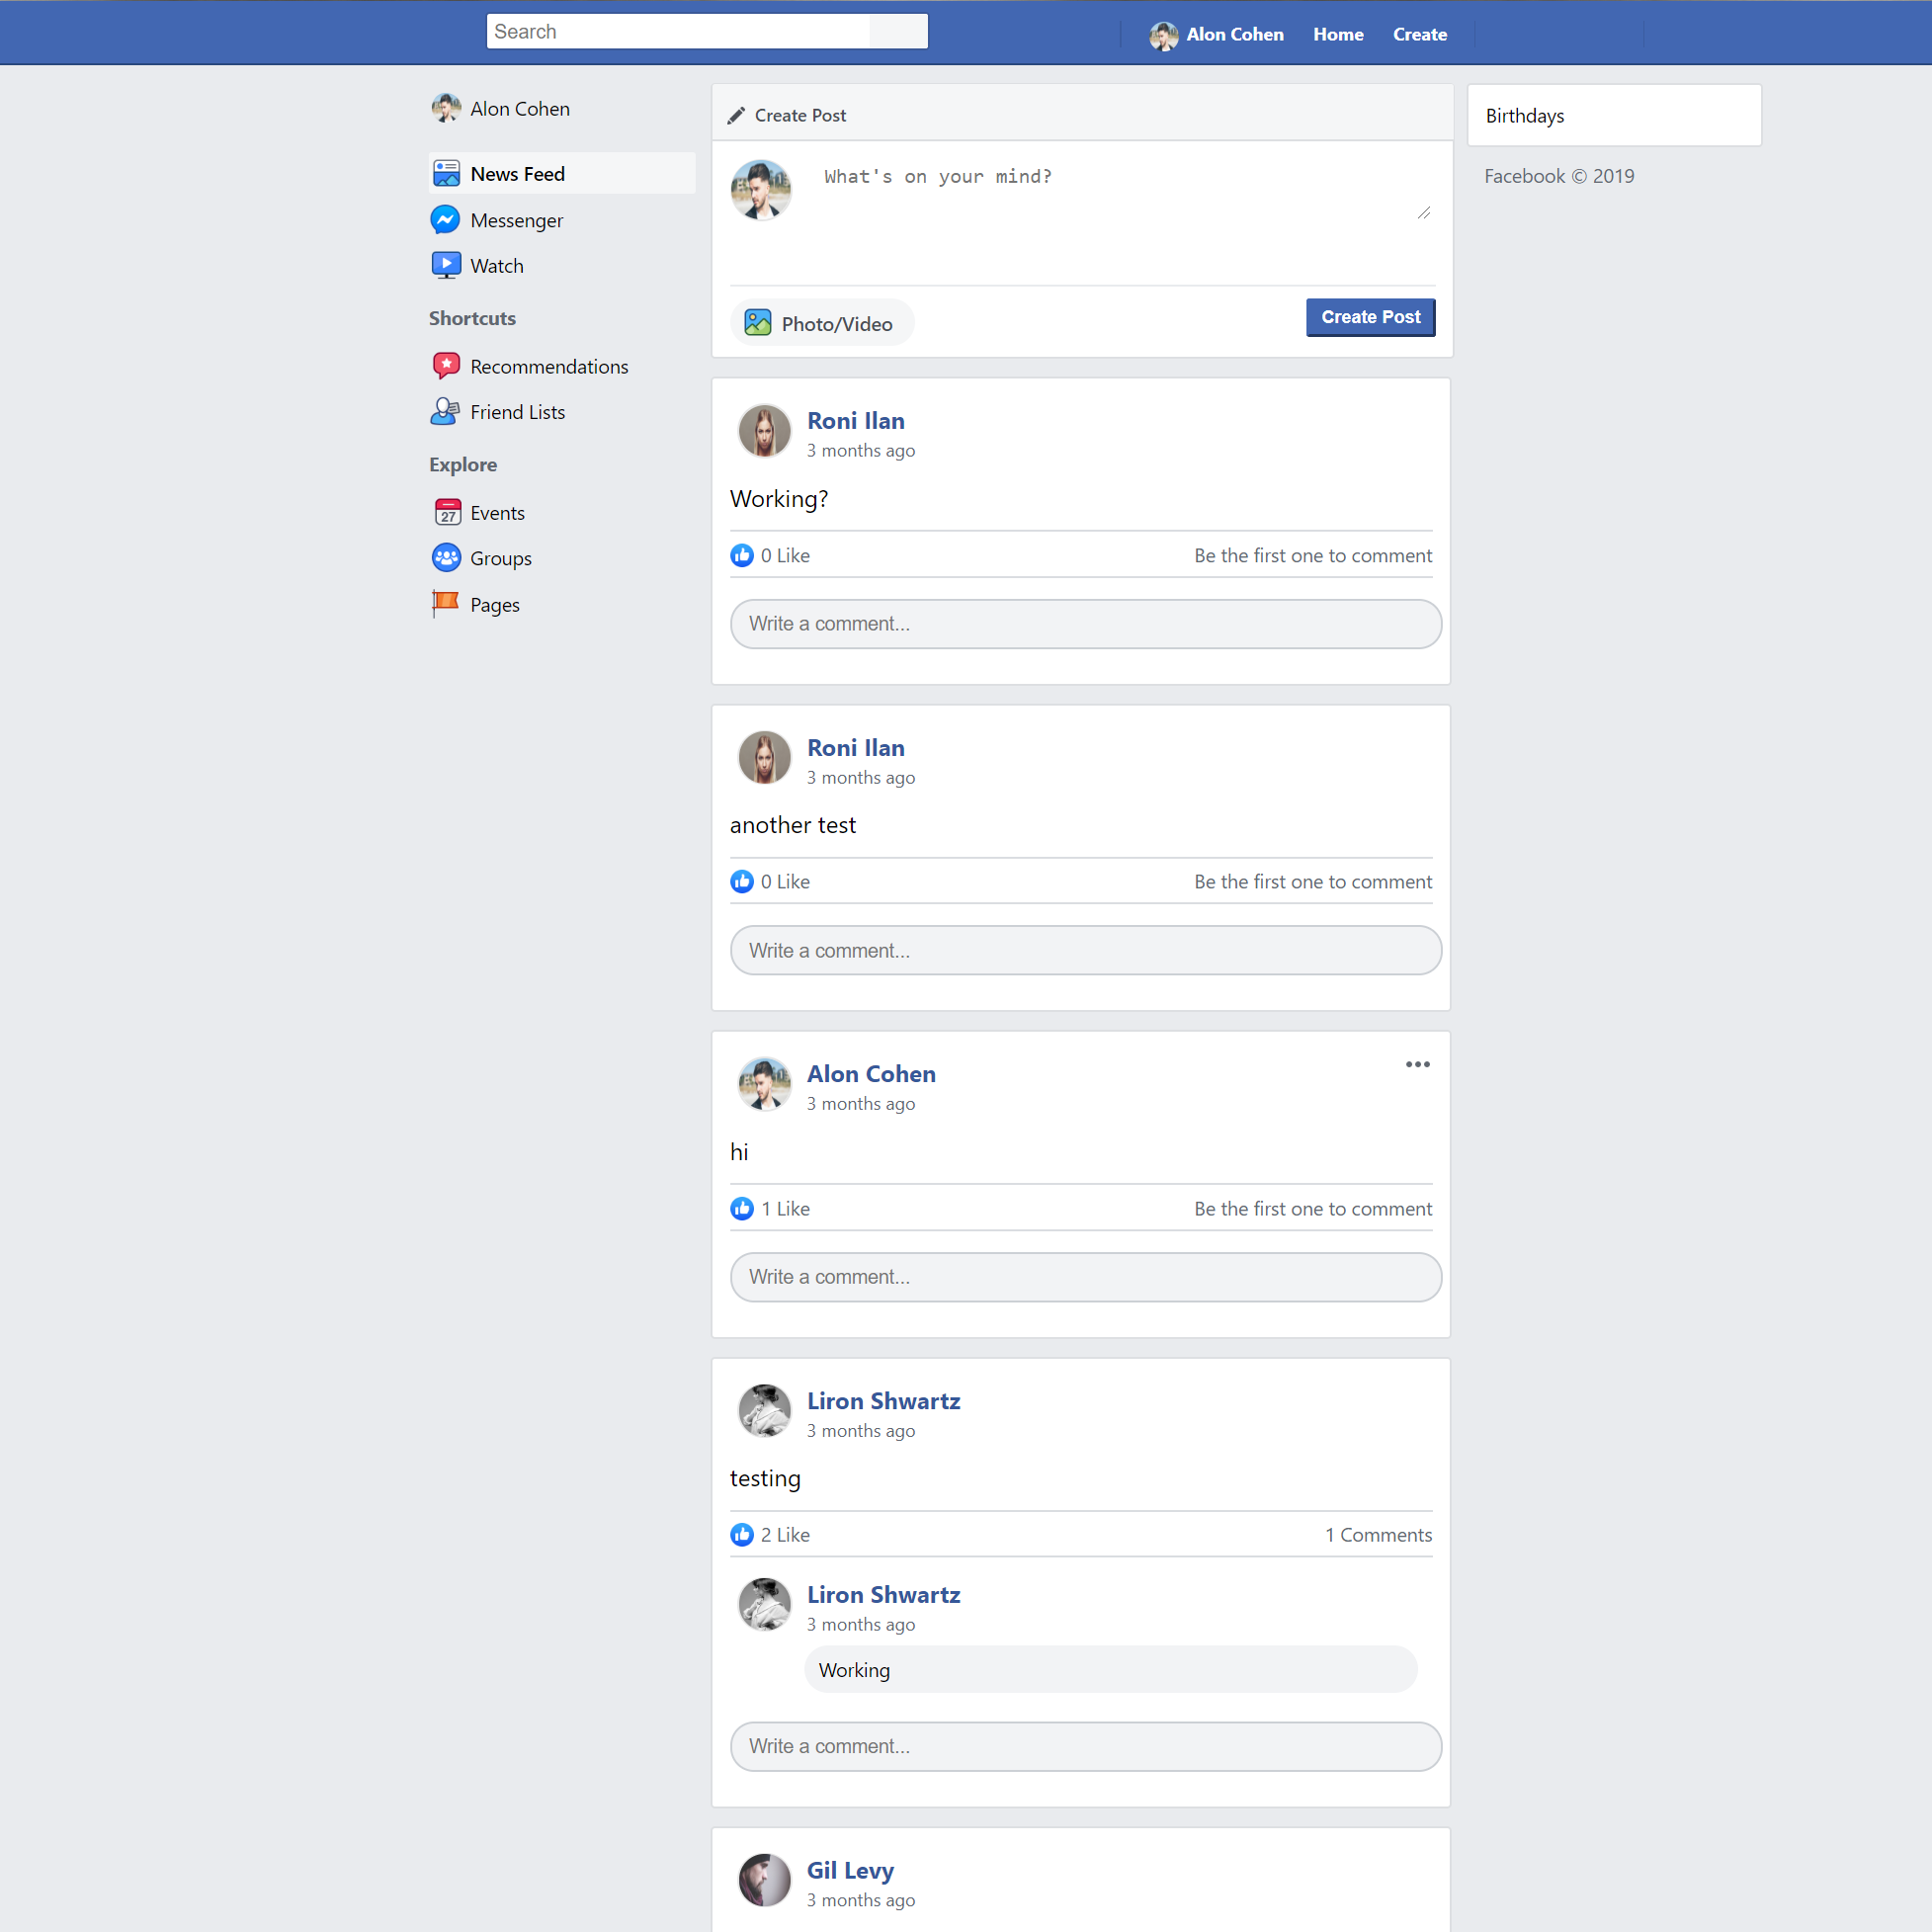 Search
Alon Cohen
Home
Create
Alon Cohen
News Feed
Messenger
Watch
Shortcuts
Recommendations
Friend Lists
Explore
Events
27
Groups
Pages
Create Post
What's on your mind?
Photo/Video
Create Post
Roni Ilan
3 months ago
Working?
0 Like
Be the first one to comment
Write a comment...
Roni Ilan
3 months ago
another test
0 Like
Be the first one to comment
Write a comment...
Alon Cohen
3 months ago
hi
1 Like
Be the first one to comment
Write a comment...
Liron Shwartz
3 months ago
testing
2 Like
1 Comments
Liron Shwartz
3 months ago
Working
Write a comment...
Gil Levy
3 months ago
Birthdays
Facebook © 2019